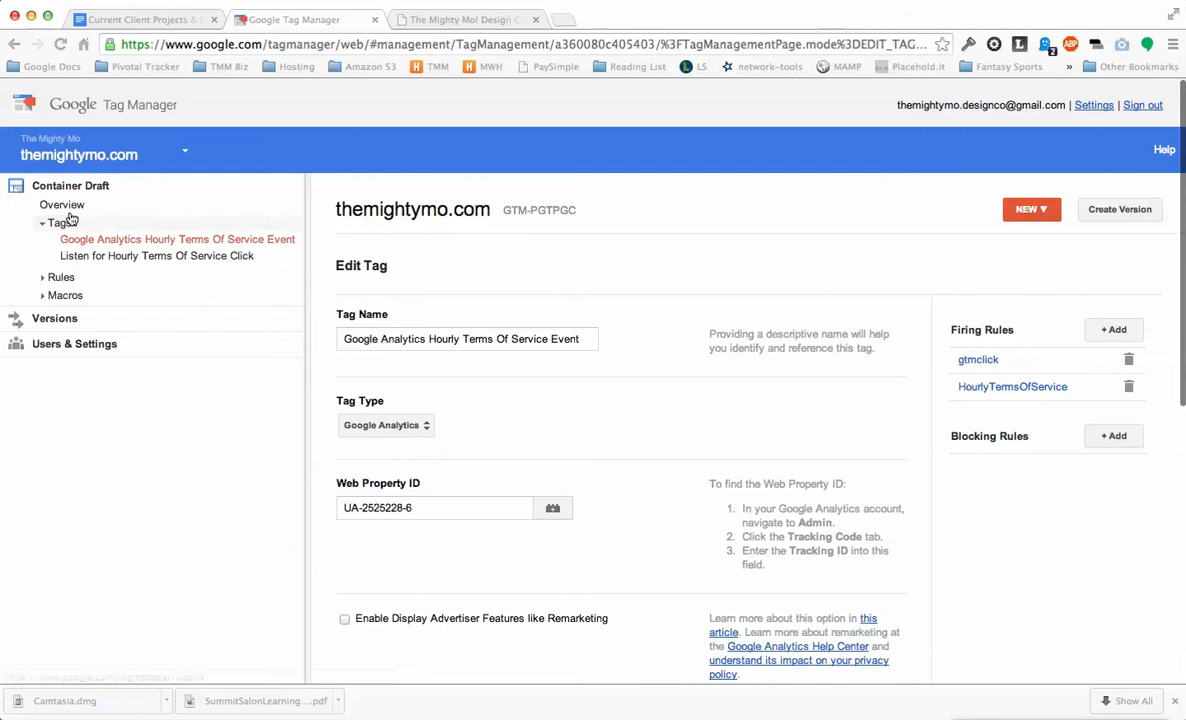 Current Client Projects &
Google Tag Manager
The Mighty Mo! Design C
https://www.google.com/tagmanager/web/#management/TagManagement/a360080c405403/%3FTagManagementPage.mode%3DEDIT_TAG...
Google Docs
Pivotal Tracker
TMM Biz
Hosting
Amazon S3
TMM
MWH
PaySimple
Reading List
LS
network-tools
MAMP
Placehold.it
Fantasy Sports
»
Other Bookmarks
Google Tag Manager
themightymo.designco@gmail.com | Settings | Sign out
The Mighty Mo
themightymo.com
Help
Container Draft
Overview
Tags
Google Analytics Hourly Terms Of Service Event
Listen for Hourly Terms Of Service Click
Rules
Macros
Versions
Users & Settings
themightymo.com GTM-PGTPGC
NEW ▼
Create Version
Edit Tag
Tag Name
Google Analytics Hourly Terms Of Service Event
Providing a descriptive name will help
you identify and reference this tag.
Tag Type
Google Analytics
Web Property ID
UA-2525228-6
To find the Web Property ID:
1. In your Google Analytics account,
navigate to Admin.
2. Click the Tracking Code tab.
3. Enter the Tracking ID into this
field.
Enable Display Advertiser Features like Remarketing
Learn more about this option in this
article. Learn more about remarketing at
the Google Analytics Help Center and
understand its impact on your privacy
policy.
Firing Rules
+ Add
gtmclick
HourlyTermsOfService
Blocking Rules
+ Add
Camtasia.dmg
SummitSalonLearning....pdf
Show All